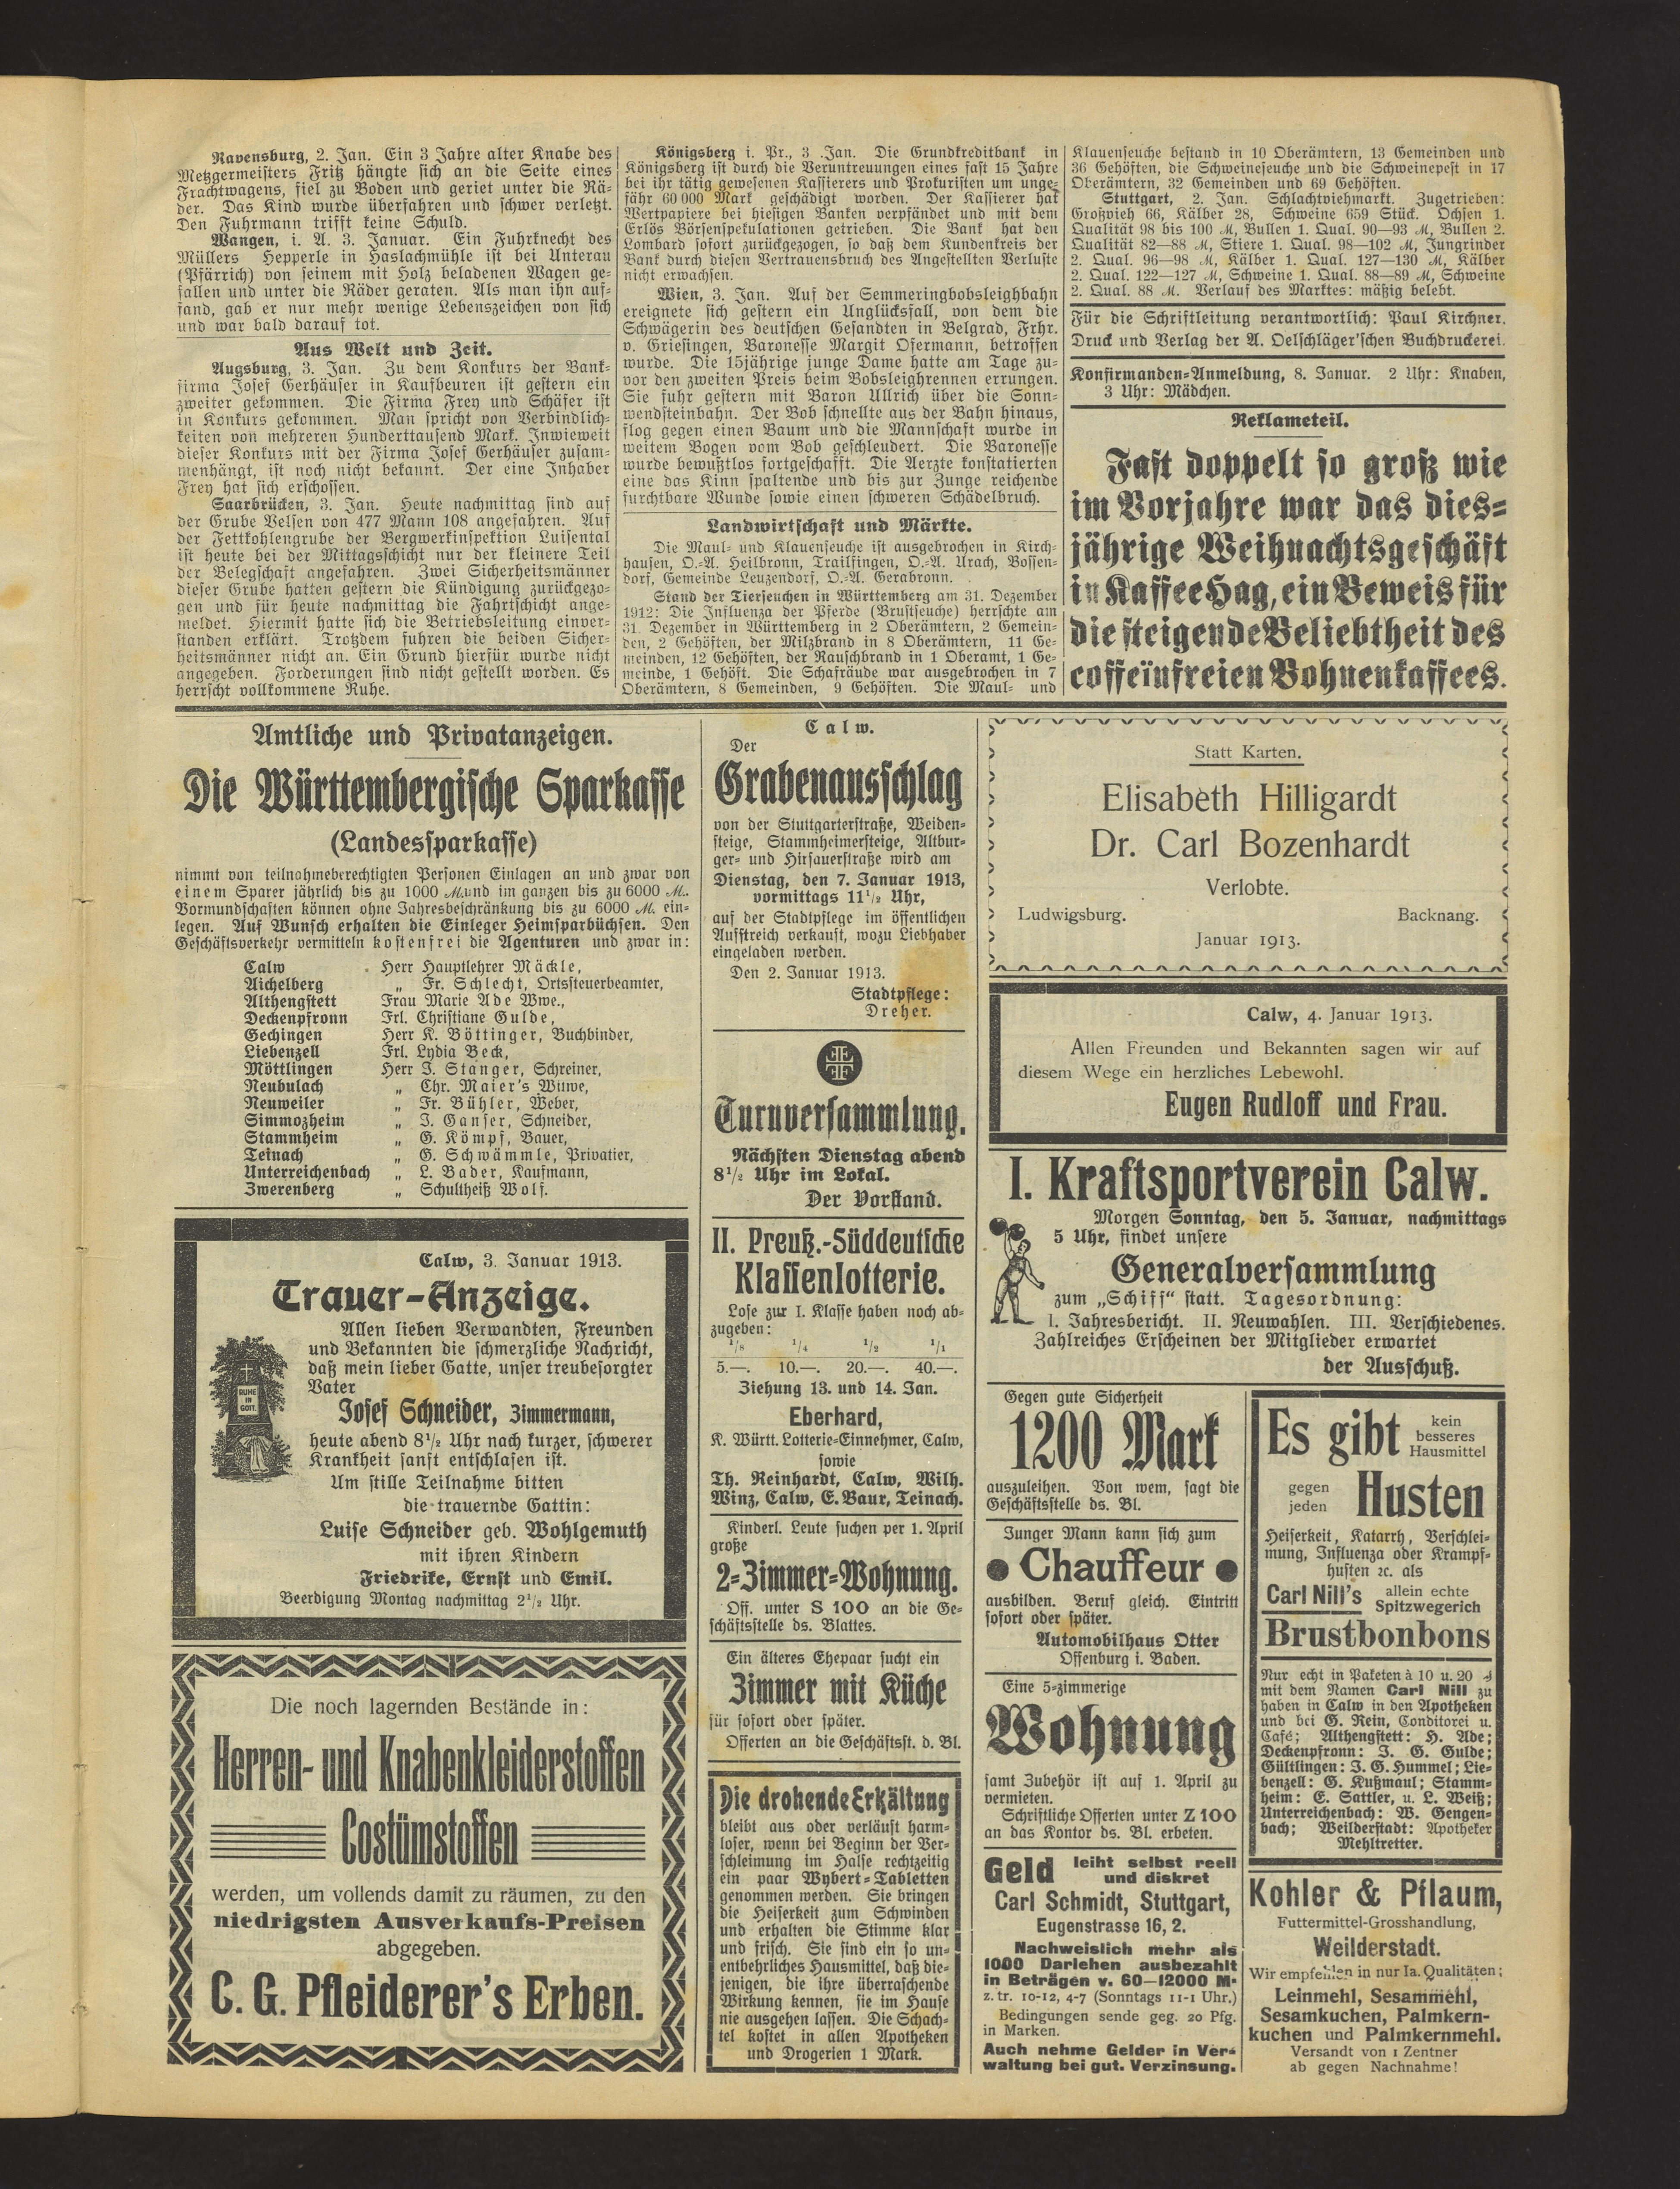 Ravensburg, 2. Jan. Ein 3 Jahre alter Knabe des
Metzgermeisters Fritz hängte sich an die Seite eines
Frachtwagens, fiel zu Boden und geriet unter die Rä-
der. Das Kind wurde überfahren und schwer verletzt.
Den Fuhrmann trifft keine Schuld.
Wangen, i. A. 3. Januar. Ein Fuhrknecht des
Müllers Hepperle in Haslachmühle ist bei Unterau
(Pfärrich) von seinem mit Holz beladenen Wagen ge-
fallen und unter die Räder geraten. Als man ihn auf-
fand, gab er nur mehr wenige Lebenszeichen von sich
und war bald darauf tot.
Aus Welt und Zeit.
Augsburg, 3. Jan. Zu dem Konkurs der Bank-
firma Josef Gerhäuser in Kaufbeuren ist gestern ein
zweiter gekommen. Die Firma Frey und Schäfer ist
in Konkurs gekommen. Man spricht von Verbindlich-
keiten von mehreren Hunderttausend Mark. Inwieweit
dieser Konkurs mit der Firma Josef Gerhäuser zusam-
menhängt, ist noch nicht bekannt. Der eine Inhaber
Frey hat sich erschossen.
Saarbrücken, 3. Jan. Heute nachmittag sind auf
der Grube Velsen von 477 Mann 108 angefahren. Auf
der Fettkohlengrube der Bergwerkinspektion Luisental
ist heute bei der Mittagsschicht nur der kleinere Teil
der Belegschaft angefahren. Zwei Sicherheitsmänner
dieser Grube hatten gestern die Kündigung zurückgezo-
gen und für heute nachmittag die Fahrtschicht ange-
meldet. Hiermit hatte sich die Betriebsleitung einver-
standen erklärt. Trotzdem fuhren die beiden Sicher-
heitsmänner nicht an. Ein Grund hierfür wurde nicht
angegeben. Forderungen sind nicht gestellt worden. Es
herrscht vollkommene Ruhe.
Königsberg i. Pr., 3. Jan. Die Grundkreditbank in
Königsberg ist durch die Veruntreuungen eines fast 15 Jahre
bei ihr tätig gewesenen Kassierers und Prokuristen um unge-
fähr 60 000 Mark geschädigt worden. Der Kassierer hat
Wertpapiere bei hiesigen Banken verpfändet und mit dem
Erlös Börsenspekulationen getrieben. Die Bank hat den
Lombard sofort zurückgezogen, so daß dem Kundenkreis der
Bank durch diesen Vertrauensbruch des Angestellten Verluste
nicht erwachsen.
Wien, 3. Jan. Auf der Semmeringbobsleighbahn
ereignete sich gestern ein Unglücksfall, von dem die
Schwägerin des deutschen Gesandten in Belgrad, Frhr.
v. Griesingen, Baronesse Margit Ofermann, betroffen
wurde. Die 15jährige junge Dame hatte am Tage zu-
vor den zweiten Preis beim Bobsleighrennen errungen.
Sie fuhr gestern mit Baron Ullrich über die Sonn-
wendsteinbahn. Der Bob schnellte aus der Bahn hinaus,
flog gegen einen Baum und die Mannschaft wurde in
weitem Bogen vom Bob geschleudert. Die Baronesse
wurde bewußtlos fortgeschafft. Die Aerzte konstatierten
eine das Kinn spaltende und bis zur Zunge reichende
furchtbare Wunde sowie einen schweren Schädelbruch.
Landwirtschaft und Märkte.
Die Maul- und Klauenseuche ist ausgebrochen in Kirch-
hausen, O.-A. Heilbronn, Trailfingen, O.-A. Urach, Bossen-
dorf, Gemeinde Leuzendorf, O.-A. Gerabronn.
Stand der Tierseuchen in Württemberg am 31. Dezember
1912: Die Influenza der Pferde (Brustseuche) herrschte am
31. Dezember in Württemberg in 2 Oberämtern, 2 Gemein-
den, 2 Gehöften, der Milzbrand in 8 Oberämtern, 11 Ge-
meinden, 12 Gehöften, der Rauschbrand in 1 Oberamt, 1 Ge-
meinde, 1 Gehöft. Die Schafräude war ausgebrochen in 7
Oberämtern, 8 Gemeinden, 9 Gehöften. Die Maul- und
Klauenseuche bestand in 10 Oberämtern, 13 Gemeinden und
36 Gehöften, die Schweineseuche und die Schweinepest in 17
Oberämtern, 32 Gemeinden und 69 Gehöften.
Stuttgart, 2. Jan. Schlachtviehmarkt. Zugetrieben:
Großvieh 66, Kälber 28, Schweine 659 Stück. Ochsen 1.
Qualität 98 bis 100 M, Bullen 1. Qual. 90—93 M, Bullen 2.
Qualität 82—88 M, Stiere 1. Qual. 98—102 M, Jungrinder
2. Qual. 96—98 M, Kälber 1. Qual. 127—130 M, Kälber
2. Qual. 122—127 M, Schweine 1. Qual. 88—89 M, Schweine
2. Qual. 88 M. Verlauf des Marktes: mäßig belebt.
Für die Schriftleitung verantwortlich: Paul Kirchner.
Druck und Verlag der A. Oelschläger'schen Buchdruckerei.
Konfirmanden-Anmeldung, 8. Januar. 2 Uhr: Knaben,
3 Uhr: Mädchen.
Reklameteil.
Fast doppelt so groß wie
im Vorjahre war das dies-
jährige Weihnachtsgeschäft
in Kaffee Hag, ein Beweis für
die steigende Beliebtheit des
coffeïnfreien Bohnenkaffees.
Amtliche und Privatanzeigen.
Die Württembergische Sparkasse
(Landessparkasse)
nimmt von teilnahmeberechtigten Personen Einlagen an und zwar von
einem Sparer jährlich bis zu 1000 M. und im ganzen bis zu 6000 M.
Vormundschaften können ohne Jahresbeschränkung bis zu 6000 M. ein-
legen. Auf Wunsch erhalten die Einleger Heimsparbüchsen. Den
Geschäftsverkehr vermitteln kostenfrei die Agenturen und zwar in:
Calw Herr Hauptlehrer Mäckle,
Aichelberg „ Fr. Schlecht, Ortssteuerbeamter,
Althengstett Frau Marie Ade Wwe.,
Deckenpfronn Frl. Christiane Gulde,
Gechingen Herr K. Böttinger, Buchbinder,
Liebenzell Frl. Lydia Beck,
Möttlingen Herr J. Stanger, Schreiner,
Neubulach „ Chr. Maier's Witwe,
Neuweiler „ Fr. Bühler, Weber,
Simmozheim „ J. Ganser, Schneider,
Stammheim „ G. Kömpf, Bauer,
Teinach „ G. Schwämmle, Privatier,
Unterreichenbach „ L. Bader, Kaufmann,
Zwerenberg „ Schultheiß Wolf.
Calw, 3. Januar 1913.
Trauer-Anzeige.
Allen lieben Verwandten, Freunden
und Bekannten die schmerzliche Nachricht,
daß mein lieber Gatte, unser treubesorgter
Vater
RUHE
IN
GOTT.
Josef Schneider, Zimmermann,
heute abend 8½ Uhr nach kurzer, schwerer
Krankheit sanft entschlafen ist.
Um stille Teilnahme bitten
die trauernde Gattin:
Luise Schneider geb. Wohlgemuth
mit ihren Kindern
Friedrike, Ernst und Emil.
Beerdigung Montag nachmittag 2½ Uhr.
Die noch lagernden Bestände in:
Herren- und Knabenkleiderstoffen
Costümstoffen
werden, um vollends damit zu räumen, zu den
niedrigsten Ausverkaufs-Preisen
abgegeben.
C. G. Pfleiderer's Erben.
Calw.
Der
Grabenausschlag
von der Stuttgarterstraße, Weiden-
steige, Stammheimersteige, Altbur-
ger- und Hirsauerstraße wird am
Dienstag, den 7. Januar 1913,
vormittags 11½ Uhr,
auf der Stadtpflege im öffentlichen
Aufstreich verkauft, wozu Liebhaber
eingeladen werden.
Den 2. Januar 1913.
Stadtpflege:
Dreher.
Turnversammlung.
Nächsten Dienstag abend
8½ Uhr im Lokal.
Der Vorstand.
II. Preuß.-Süddeutsche
Klassenlotterie.
Lose zur I. Klasse haben noch ab-
zugeben:
1/8 1/4 1/2 1/1
5.—. 10.—. 20.—. 40.—.
Ziehung 13. und 14. Jan.
Eberhard,
K. Württ. Lotterie-Einnehmer, Calw,
sowie
Th. Reinhardt, Calw, Wilh.
Winz, Calw, E. Baur, Teinach.
Kinderl. Leute suchen per 1. April
große
2-Zimmer-Wohnung.
Off. unter S 100 an die Ge-
schäftsstelle ds. Blattes.
Ein älteres Ehepaar sucht ein
Zimmer mit Küche
für sofort oder später.
Offerten an die Geschäftsst. d. Bl.
Die drohende Erkältung
bleibt aus oder verläuft harm-
loser, wenn bei Beginn der Ver-
schleimung im Halse rechtzeitig
ein paar Wybert-Tabletten
genommen werden. Sie bringen
die Heiserkeit zum Schwinden
und erhalten die Stimme klar
und frisch. Sie sind ein so un-
entbehrliches Hausmittel, daß die-
jenigen, die ihre überraschende
Wirkung kennen, sie im Hause
nie ausgehen lassen. Die Schach-
tel kostet in allen Apotheken
und Drogerien 1 Mark.
Statt Karten.
Elisabeth Hilligardt
Dr. Carl Bozenhardt
Verlobte.
Ludwigsburg. Backnang.
Januar 1913.
Calw, 4. Januar 1913.
Allen Freunden und Bekannten sagen wir auf
diesem Wege ein herzliches Lebewohl.
Eugen Rudloff und Frau.
I. Kraftsportverein Calw.
Morgen Sonntag, den 5. Januar, nachmittags
5 Uhr, findet unsere
Generalversammlung
zum „Schiff“ statt. Tagesordnung:
I. Jahresbericht. II. Neuwahlen. III. Verschiedenes.
Zahlreiches Erscheinen der Mitglieder erwartet
der Ausschuß.
Gegen gute Sicherheit
1200 Mark
auszuleihen. Von wem, sagt die
Geschäftsstelle ds. Bl.
Junger Mann kann sich zum
Chauffeur
ausbilden. Beruf gleich. Eintritt
sofort oder später.
Automobilhaus Otter
Offenburg i. Baden.
Eine 5-zimmerige
Wohnung
samt Zubehör ist auf 1. April zu
vermieten.
Schriftliche Offerten unter Z 100
an das Kontor ds. Bl. erbeten.
Geld leiht selbst reell
und diskret
Carl Schmidt, Stuttgart,
Eugenstrasse 16, 2.
Nachweislich mehr als
1000 Darlehen ausbezahlt
in Beträgen v. 60—12000 M.
z. tr. 10-12, 4-7 (Sonntags 11-1 Uhr.)
Bedingungen sende geg. 20 Pfg.
in Marken.
Auch nehme Gelder in Ver-
waltung bei gut. Verzinsung.
Es gibt kein
besseres
Hausmittel
gegen
jeden Husten
Heiserkeit, Katarrh, Verschlei-
mung, Influenza oder Krampf-
husten ꝛc. als
Carl Nill's allein echte
Spitzwegerich
Brustbonbons
Nur echt in Paketen à 10 u. 20 ₰
mit dem Namen Carl Nill zu
haben in Calw in den Apotheken
und bei G. Rein, Conditorei u.
Café; Althengstett: H. Ade;
Deckenpfronn: J. G. Gulde;
Gültlingen: J. G. Hummel; Lie-
benzell: G. Kußmaul; Stamm-
heim: E. Sattler, u. L. Weiß;
Unterreichenbach: W. Gengen-
bach; Weilderstadt: Apotheker
Mehltretter.
Kohler & Pflaum,
Futtermittel-Grosshandlung,
Weilderstadt.
Wir empfehlen in nur Ia. Qualitäten:
Leinmehl, Sesammehl,
Sesamkuchen, Palmkern-
kuchen und Palmkernmehl.
Versandt von 1 Zentner
ab gegen Nachnahme!